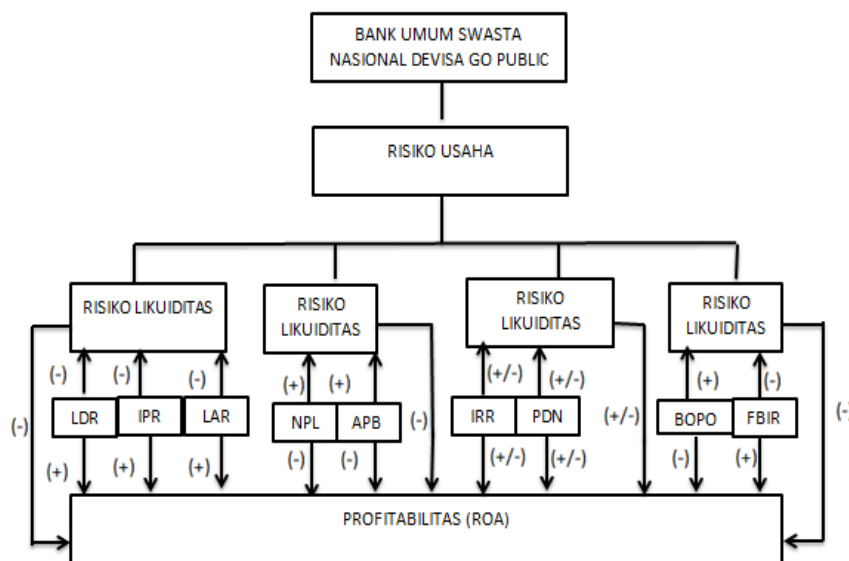 BANK UMUM SWASTA
NASIONAL DEVISA GO PUBLIC
RISIKO USAHA
RISIKO LIKUIDITAS
RISIKO
LIKUIDITAS
RISIKO
LIKUIDITAS
RISIKO
LIKUIDITAS
(-) (-) (-) (+) (+) (+/-) (+/-) (+) (-)
(-) LDR IPR LAR NPL APB (-) IRR PDN (+/-) BOPO FBIR (-)
(+) (+) (+) (-) (-) (+/-) (+/-) (-) (+)
PROFITABILITAS (ROA)